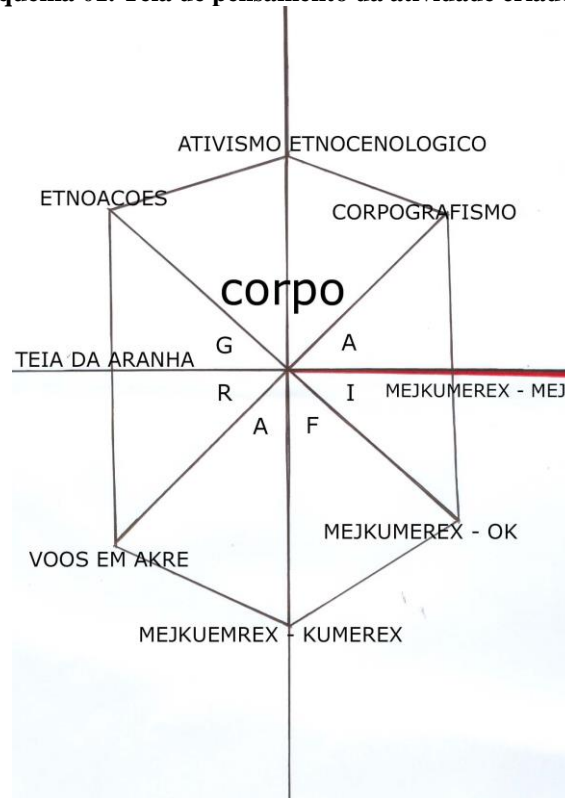 quema 01: Teia de pensamento da atividade criad
ATIVISMO ETNOCENOLOGICO
ETNOACOES
CORPOGRAFISMO
corpo
G A
TEIA DA ARANHA
R I MEJKUMEREX - MEJ
A F
MEJKUMEREX - OK
VOOS EM AKRE
MEJKUEMREX - KUMEREX